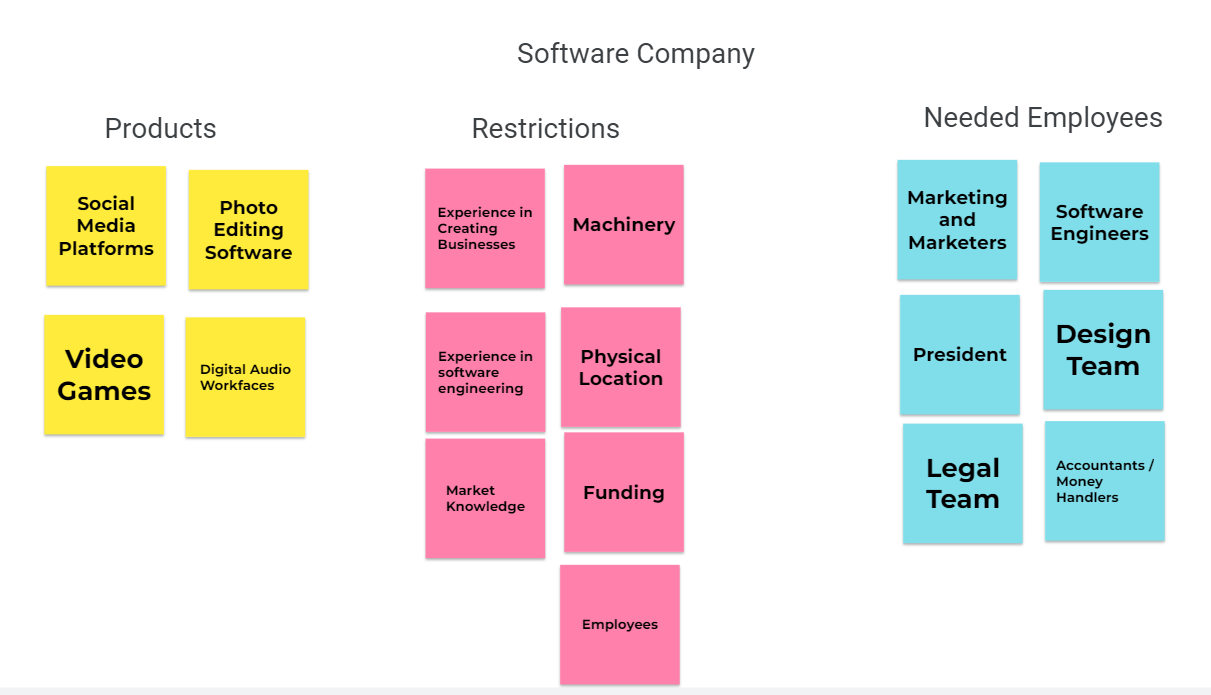 Software Company
Products
Social
Media
Platforms
Photo
Editing
Software
Video
Games
Digital Audio
Workfaces
Restrictions
Experience in
Creating
Businesses
Machinery
Experience in
software
engineering
Physical
Location
Market
Knowledge
Funding
Employees
Needed Employees
Marketing
and
Marketers
Software
Engineers
President
Design
Team
Legal
Team
Accountants /
Money
Handlers